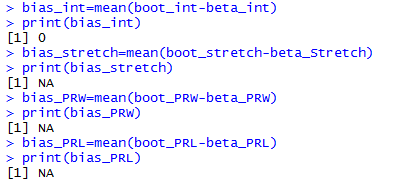 > bias_int=mean(boot_int-beta_int)
> print(bias_int)
[1] 0
> bias_stretch=mean(boot_stretch-beta_Stretch)
> print(bias_stretch)
[1] NA
> bias_PRW=mean(boot_PRW-beta_PRW)
> print(bias_PRW)
[1] NA
> bias_PRL=mean(boot_PRL-beta_PRL)
> print(bias_PRL)
[1] NA